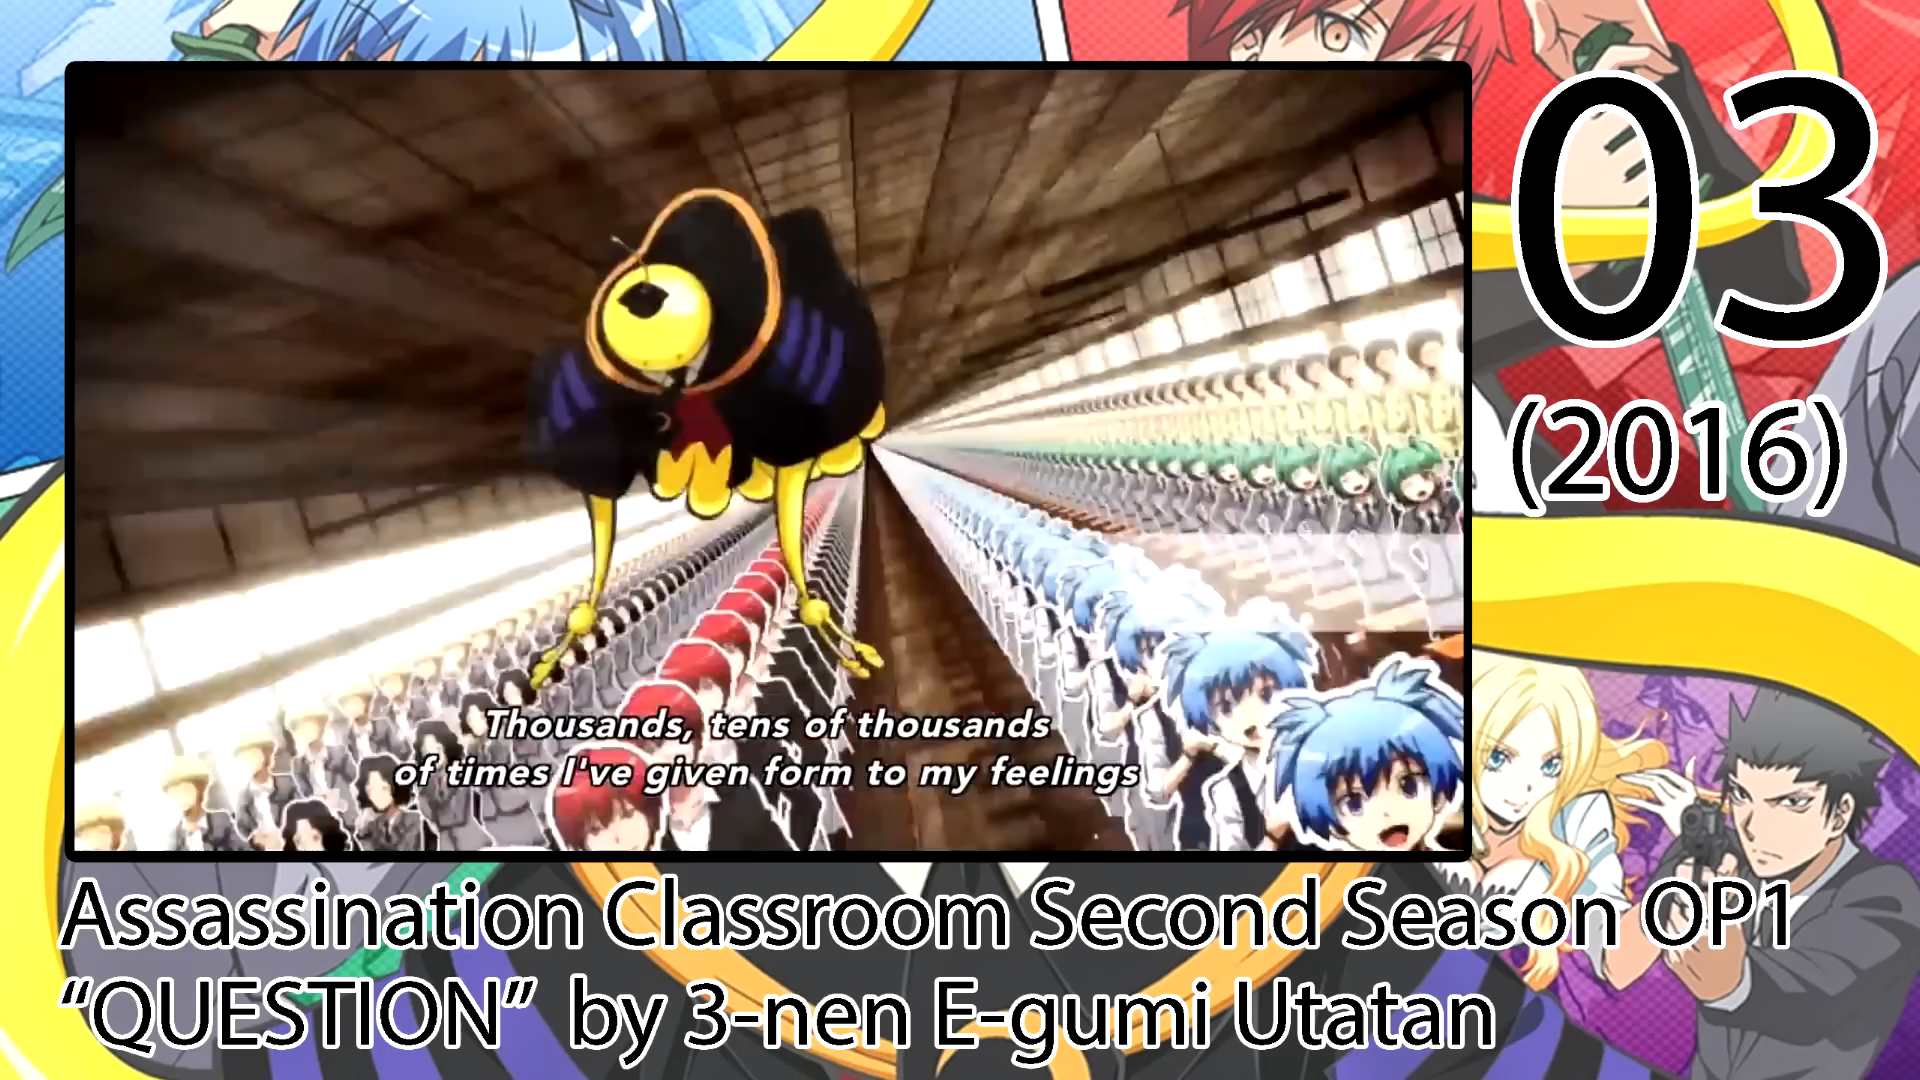 03
(2016)
Thousands, tens of thousands
of times I've given form to my feelings
Assassination Classroom Second Season OP1
“QUESTION” by 3-nen E-gumi Utatan